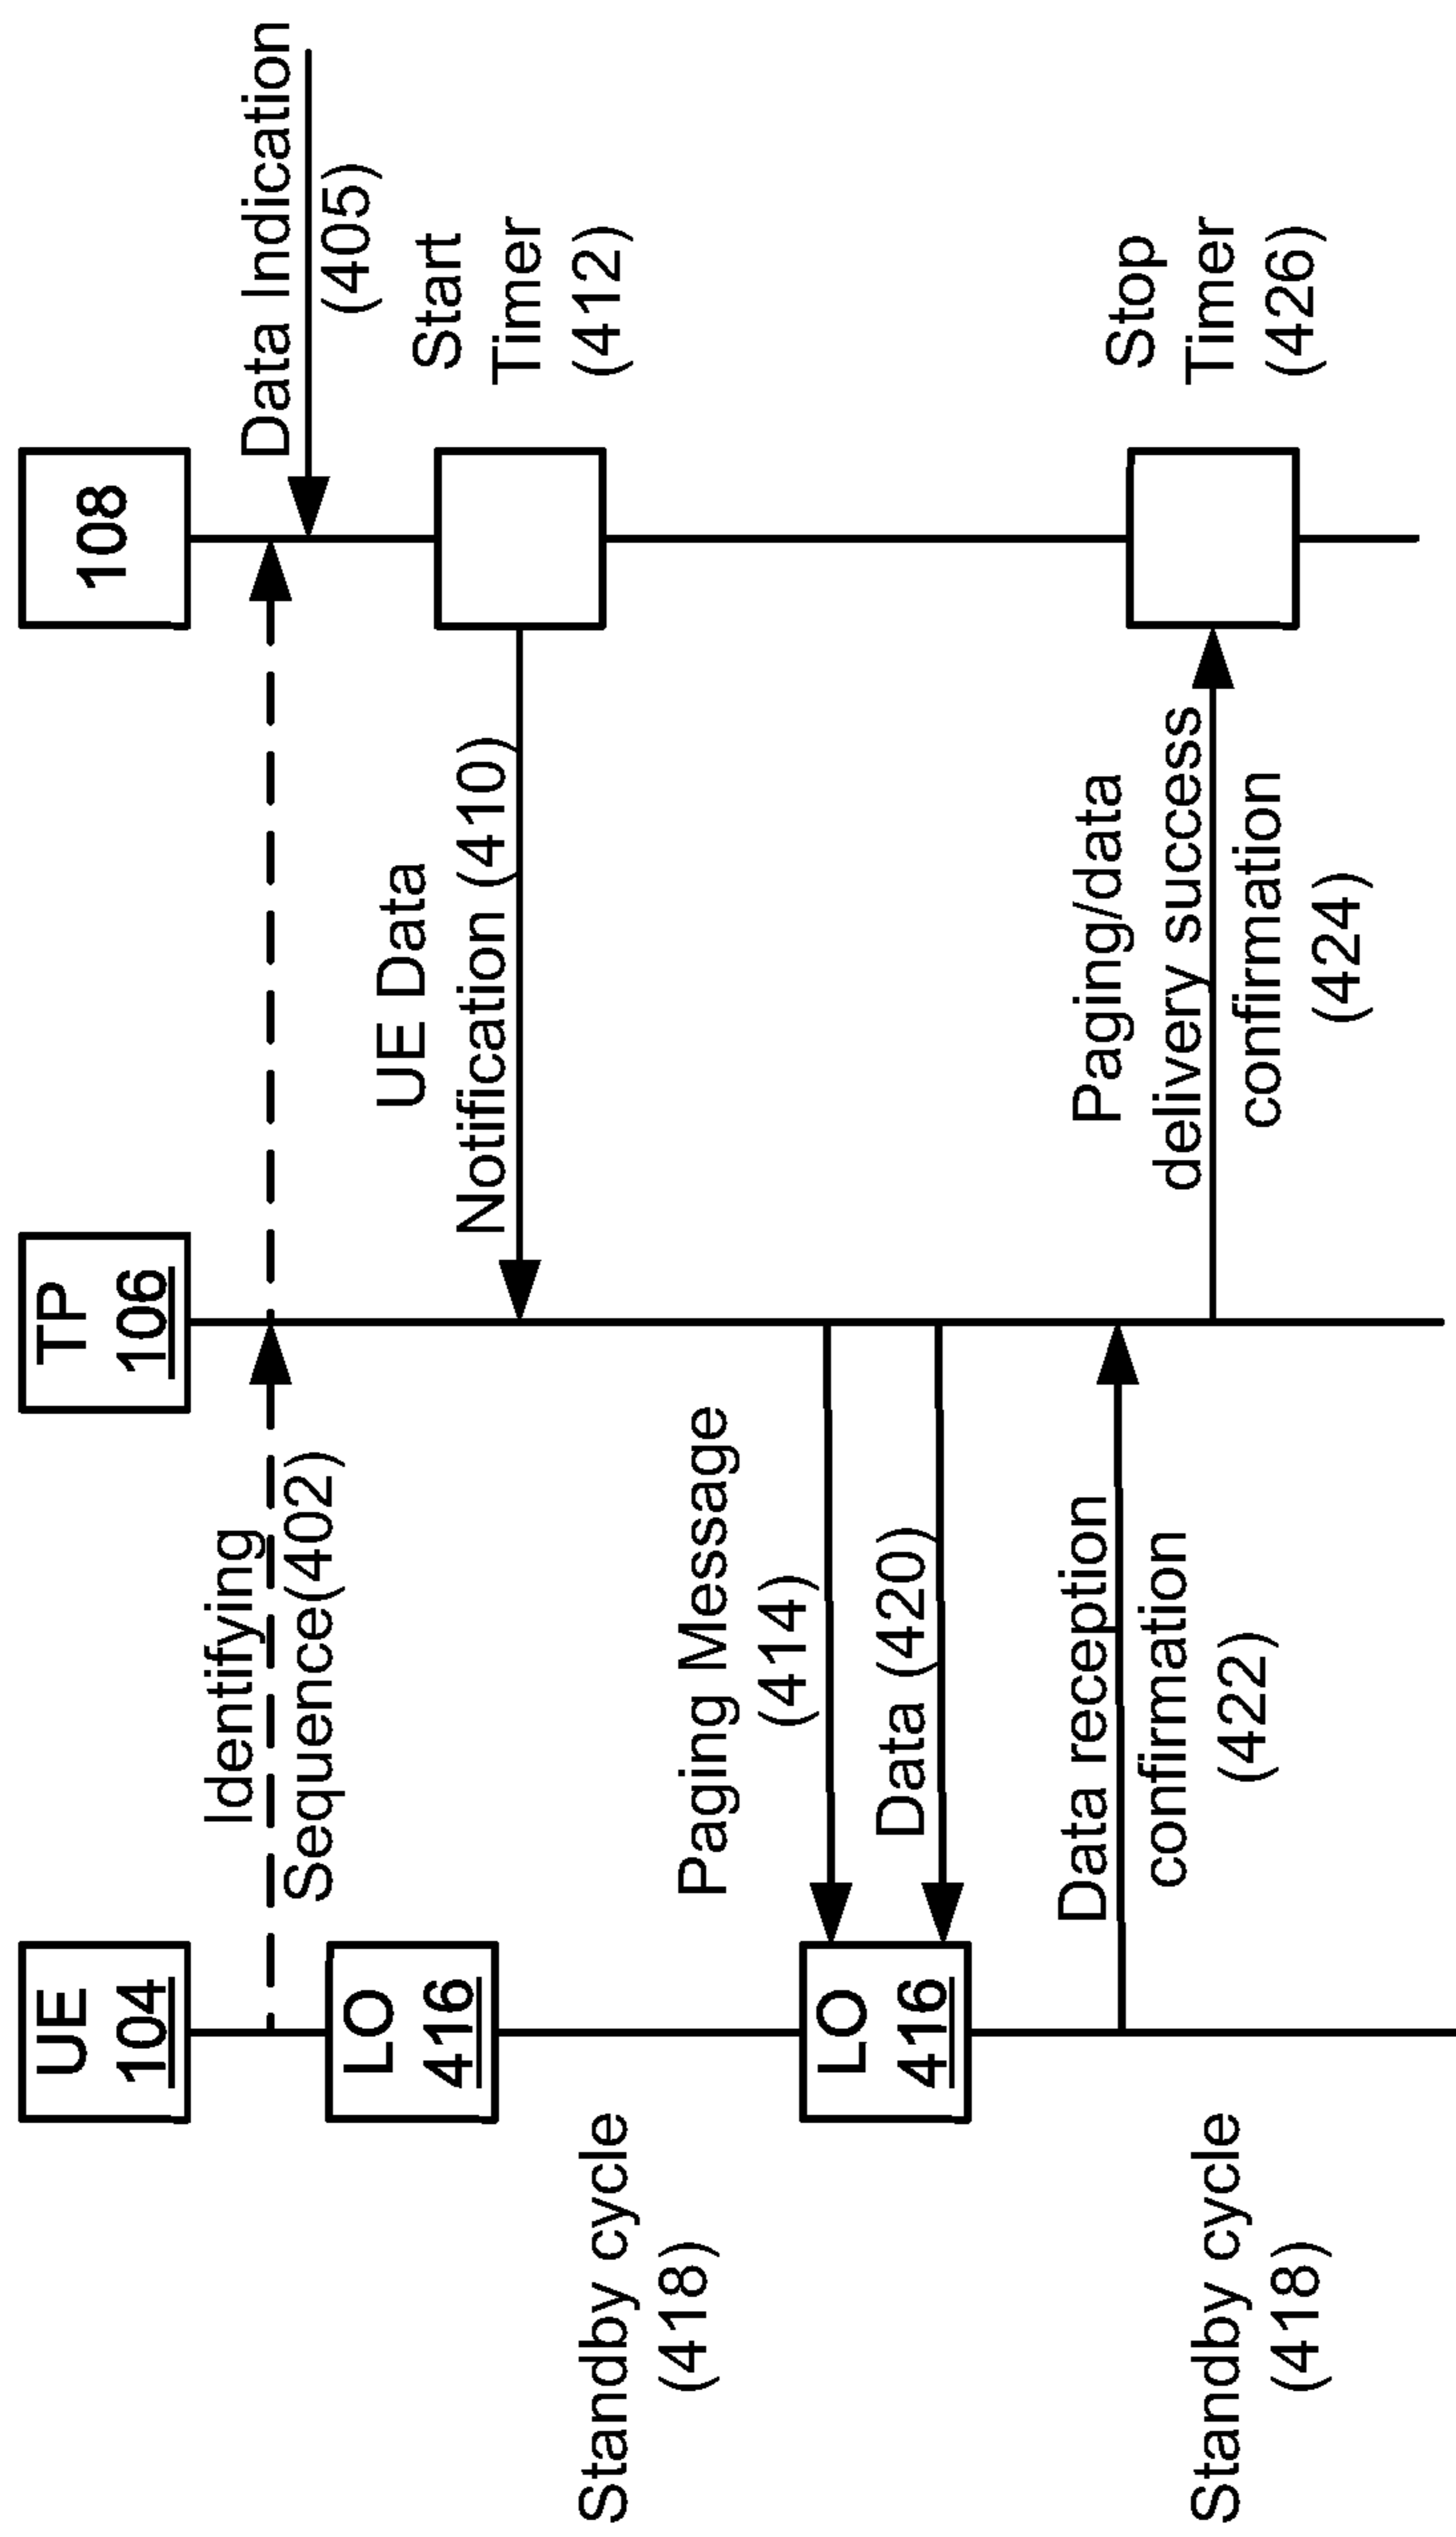 UE
104
TP
106
108
Identifying
Sequence(402)
Data Indication
(405)
LO
416
Start
Timer
(412)
UE Data
Notification (410)
Standby cycle
(418)
Paging Message
(414)
LO
416
Data (420)
Data reception
confirmation
(422)
Paging/data
delivery success
confirmation
(424)
Stop
Timer
(426)
Standby cycle
(418)